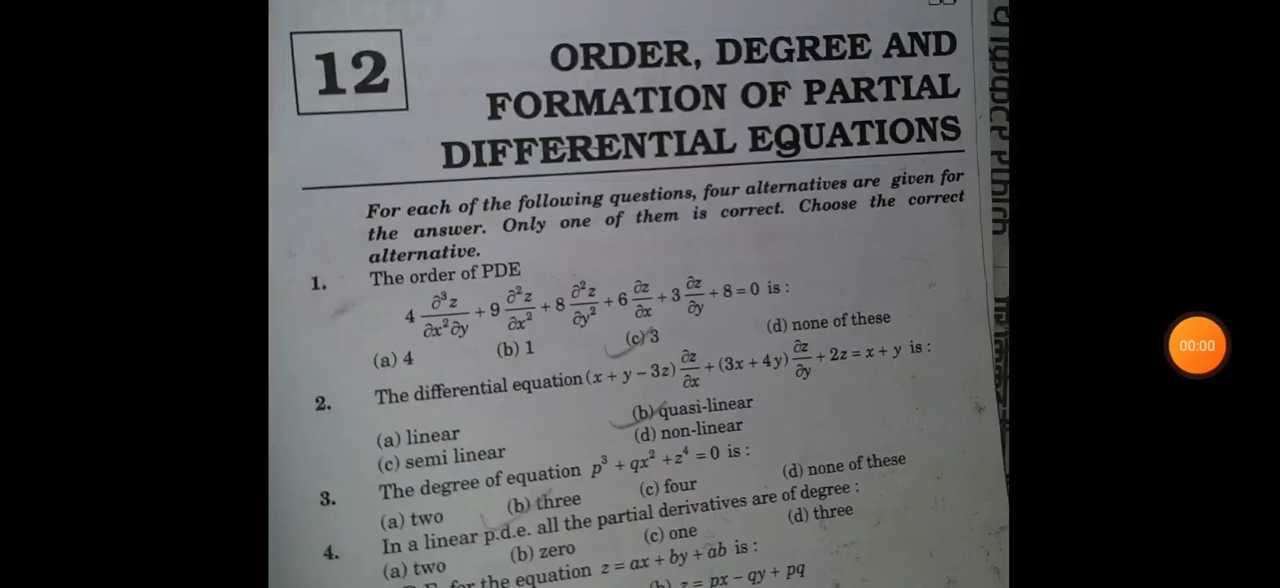 12
ORDER, DEGREE AND
FORMATION OF PARTIAL
DIFFERENTIAL EQUATIONS
For each of the following questions, four alternatives are given for
the answer. Only one of them is correct. Choose the correct
alternative.
1. The order of PDE
4 ∂³z/∂x²∂y + 9 ∂²z/∂x² + 8 ∂²z/∂y² + 6 ∂z/∂x + 3 ∂z/∂y + 8 = 0 is :
(a) 4 (b) 1 (c) 3 (d) none of these
2. The differential equation (x + y − 3z) ∂z/∂x + (3x + 4y) ∂z/∂y + 2z = x + y is :
(a) linear (b) quasi-linear
(c) semi linear (d) non-linear
3. The degree of equation p³ + qx² + z⁴ = 0 is :
(a) two (b) three (c) four (d) none of these
4. In a linear p.d.e. all the partial derivatives are of degree :
(a) two (b) zero (c) one (d) three
for the equation z = ax + by + ab is :
z = px − qy + pq
00:00